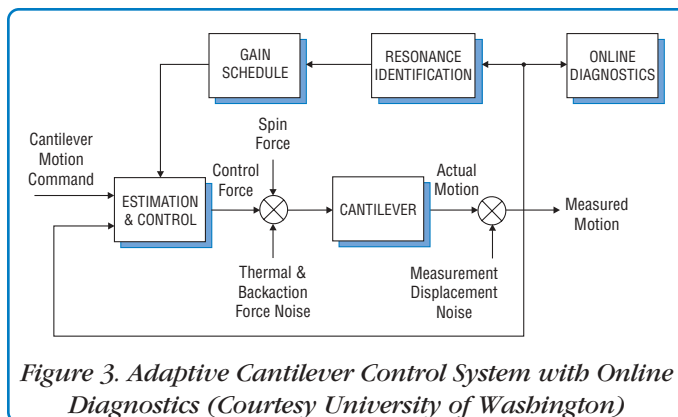 GAIN
SCHEDULE
RESONANCE
IDENTIFICATION
ONLINE
DIAGNOSTICS
Cantilever
Motion
Command
Spin
Force
Control
Force
Actual
Motion
ESTIMATION
& CONTROL
CANTILEVER
Measured
Motion
Thermal &
Backaction
Force Noise
Measurement
Displacement
Noise
Figure 3. Adaptive Cantilever Control System with Online
Diagnostics (Courtesy University of Washington)